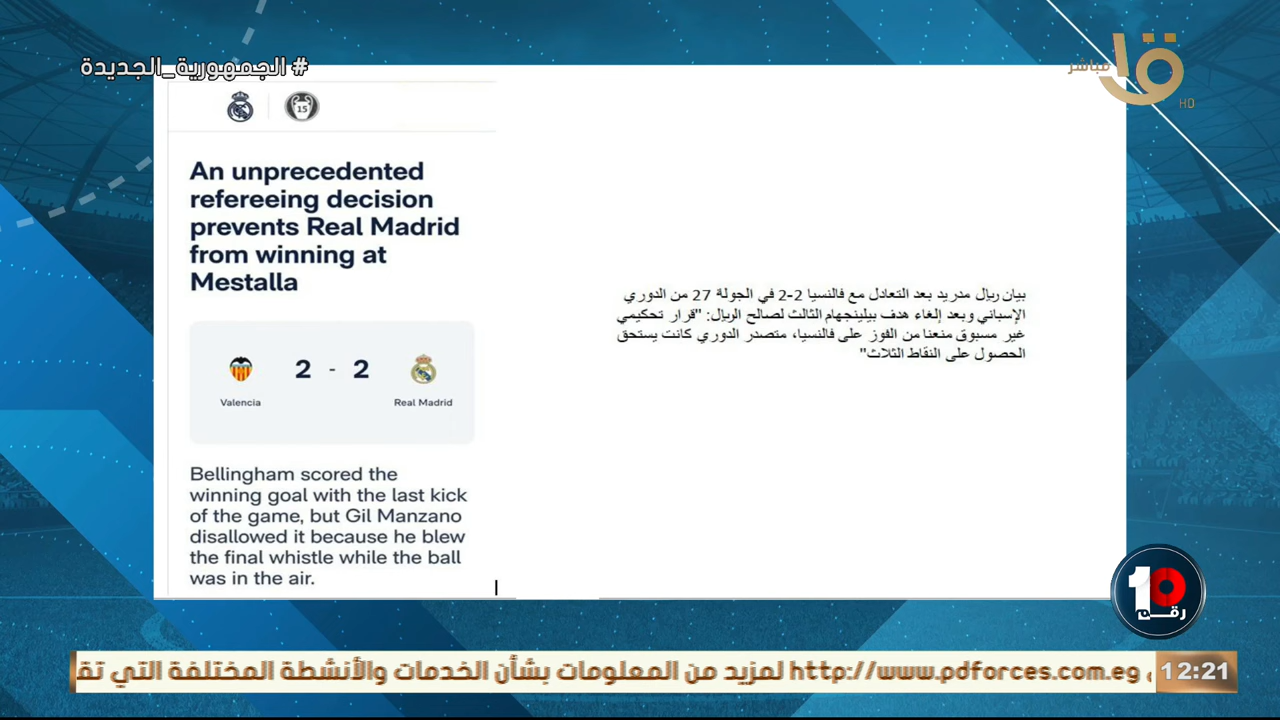 #الجمهورية_الجديدة
مباشر
HD
15
An unprecedented
refereeing decision
prevents Real Madrid
from winning at
Mestalla
2 - 2
Valencia
Real Madrid
Bellingham scored the
winning goal with the last kick
of the game, but Gil Manzano
disallowed it because he blew
the final whistle while the ball
was in the air.
بيان ريال مدريد بعد التعادل مع فالنسيا 2-2 في الجولة 27 من الدوري
الإسباني وبعد إلغاء هدف بيلينجهام الثالث لصالح الريال: "قرار تحكيمي
غير مسبوق منعنا من الفوز على فالنسيا، متصدر الدوري كانت يستحق
الحصول على النقاط الثلاث"
رقم 10
http://www.pdforces.com.eg لمزيد من المعلومات بشأن الخدمات والأنشطة المختلفة التي تق
12:21